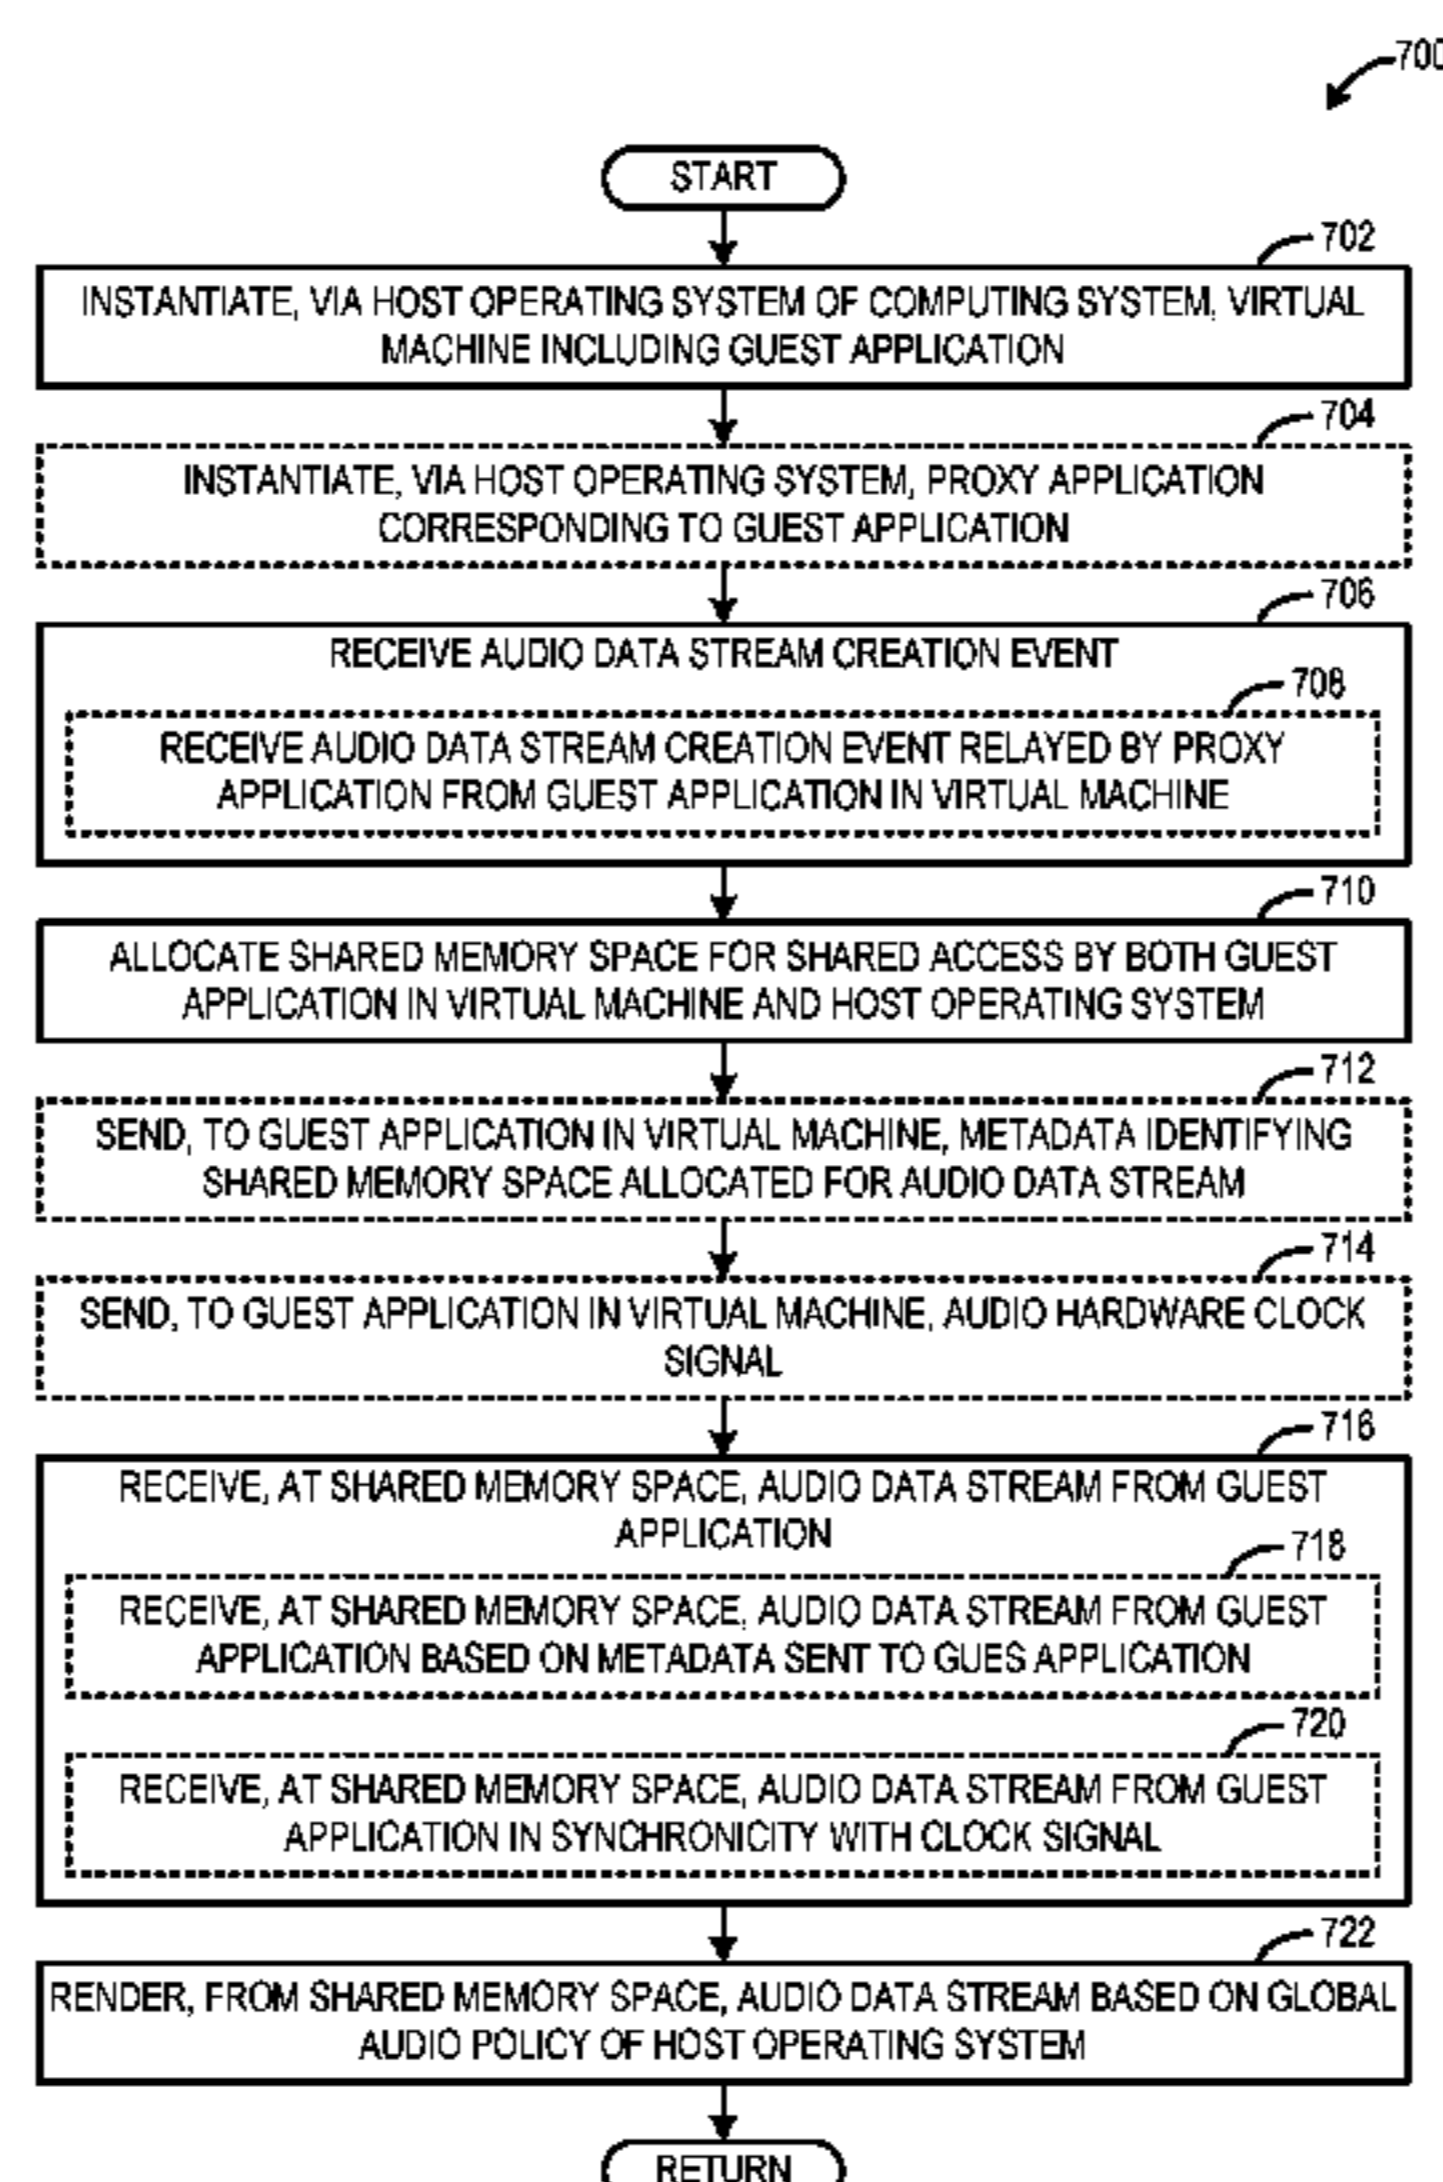 700
START
702
INSTANTIATE, VIA HOST OPERATING SYSTEM OF COMPUTING SYSTEM, VIRTUAL
MACHINE INCLUDING GUEST APPLICATION
704
INSTANTIATE, VIA HOST OPERATING SYSTEM, PROXY APPLICATION
CORRESPONDING TO GUEST APPLICATION
706
RECEIVE AUDIO DATA STREAM CREATION EVENT
708
RECEIVE AUDIO DATA STREAM CREATION EVENT RELAYED BY PROXY
APPLICATION FROM GUEST APPLICATION IN VIRTUAL MACHINE
710
ALLOCATE SHARED MEMORY SPACE FOR SHARED ACCESS BY BOTH GUEST
APPLICATION IN VIRTUAL MACHINE AND HOST OPERATING SYSTEM
712
SEND, TO GUEST APPLICATION IN VIRTUAL MACHINE, METADATA IDENTIFYING
SHARED MEMORY SPACE ALLOCATED FOR AUDIO DATA STREAM
714
SEND, TO GUEST APPLICATION IN VIRTUAL MACHINE, AUDIO HARDWARE CLOCK
SIGNAL
716
RECEIVE, AT SHARED MEMORY SPACE, AUDIO DATA STREAM FROM GUEST
APPLICATION
718
RECEIVE, AT SHARED MEMORY SPACE, AUDIO DATA STREAM FROM GUEST
APPLICATION BASED ON METADATA SENT TO GUES APPLICATION
720
RECEIVE, AT SHARED MEMORY SPACE, AUDIO DATA STREAM FROM GUEST
APPLICATION IN SYNCHRONICITY WITH CLOCK SIGNAL
722
RENDER, FROM SHARED MEMORY SPACE, AUDIO DATA STREAM BASED ON GLOBAL
AUDIO POLICY OF HOST OPERATING SYSTEM
RETURN